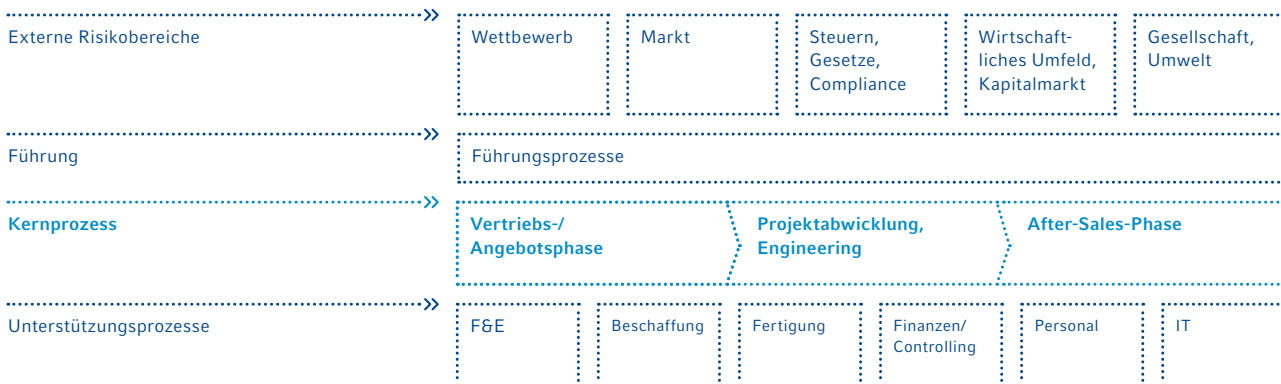 Externe Risikobereiche
Wettbewerb
Markt
Steuern,
Gesetze,
Compliance
Wirtschaft-
liches Umfeld,
Kapitalmarkt
Gesellschaft,
Umwelt
Führung
Führungsprozesse
Kernprozess
Vertriebs-/
Angebotsphase
Projektabwicklung,
Engineering
After-Sales-Phase
Unterstützungsprozesse
F&E
Beschaffung
Fertigung
Finanzen/
Controlling
Personal
IT